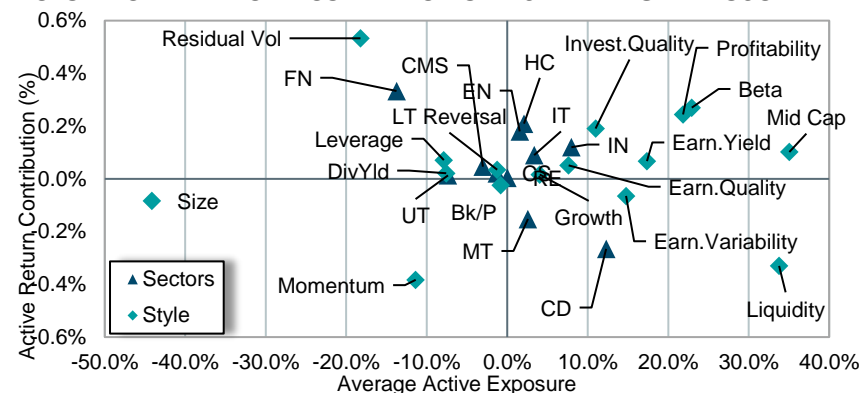 0.6%
Residual Vol
Invest.Quality
Profitability
CMS
HC
0.4%
FN
EN
Beta
LT Reversal
IT
Mid Cap
0.2%
Leverage
IN
Earn.Yield
DivYld
0.0%
Earn.Quality
Size
UT
Bk/P
Growth
-0.2%
MT
Earn.Variability
Sectors
Momentum
-0.4%
Style
CD
Liquidity
-0.6%
-50.0% -40.0% -30.0% -20.0% -10.0% 0.0% 10.0% 20.0% 30.0% 40.0%
Average Active Exposure
Active Return Contribution (%)